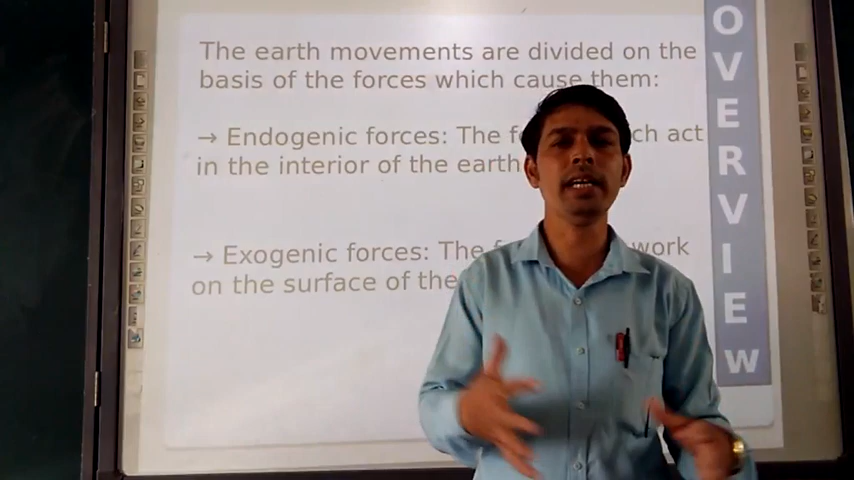 The earth movements are divided on the
basis of the forces which cause them:
→ Endogenic forces: The ch act
in the interior of the earth
→ Exogenic forces: The work
on the surface of the
OVERVIEW